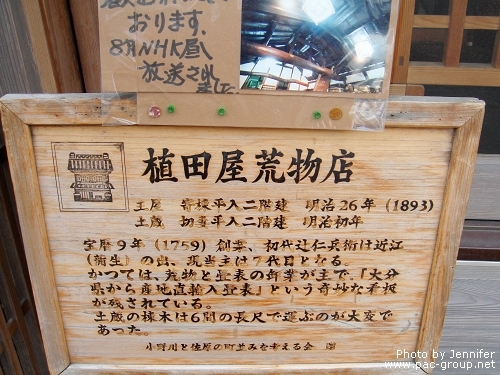 おります。
8月NHK屋し
放送され
ました
植田屋荒物店
主屋 寄棟平入二階建 明治26年 (1893)
土蔵 切妻平入二階建 明治初年
宝暦9年 (1759) 創業、初代辻仁兵衛は近江
(蒲生) の出、現当主は7代目となる。
かつては、荒物と畳表の卸業が主で、「大分
県から産地直輸入畳表」という奇妙な看板
が残されている。
土蔵の棟木は6間の長尺で運ぶのが大変で
あった。
小野川と佐原の町並みを考える会
Photo by Jennifer
www.pac-group.net